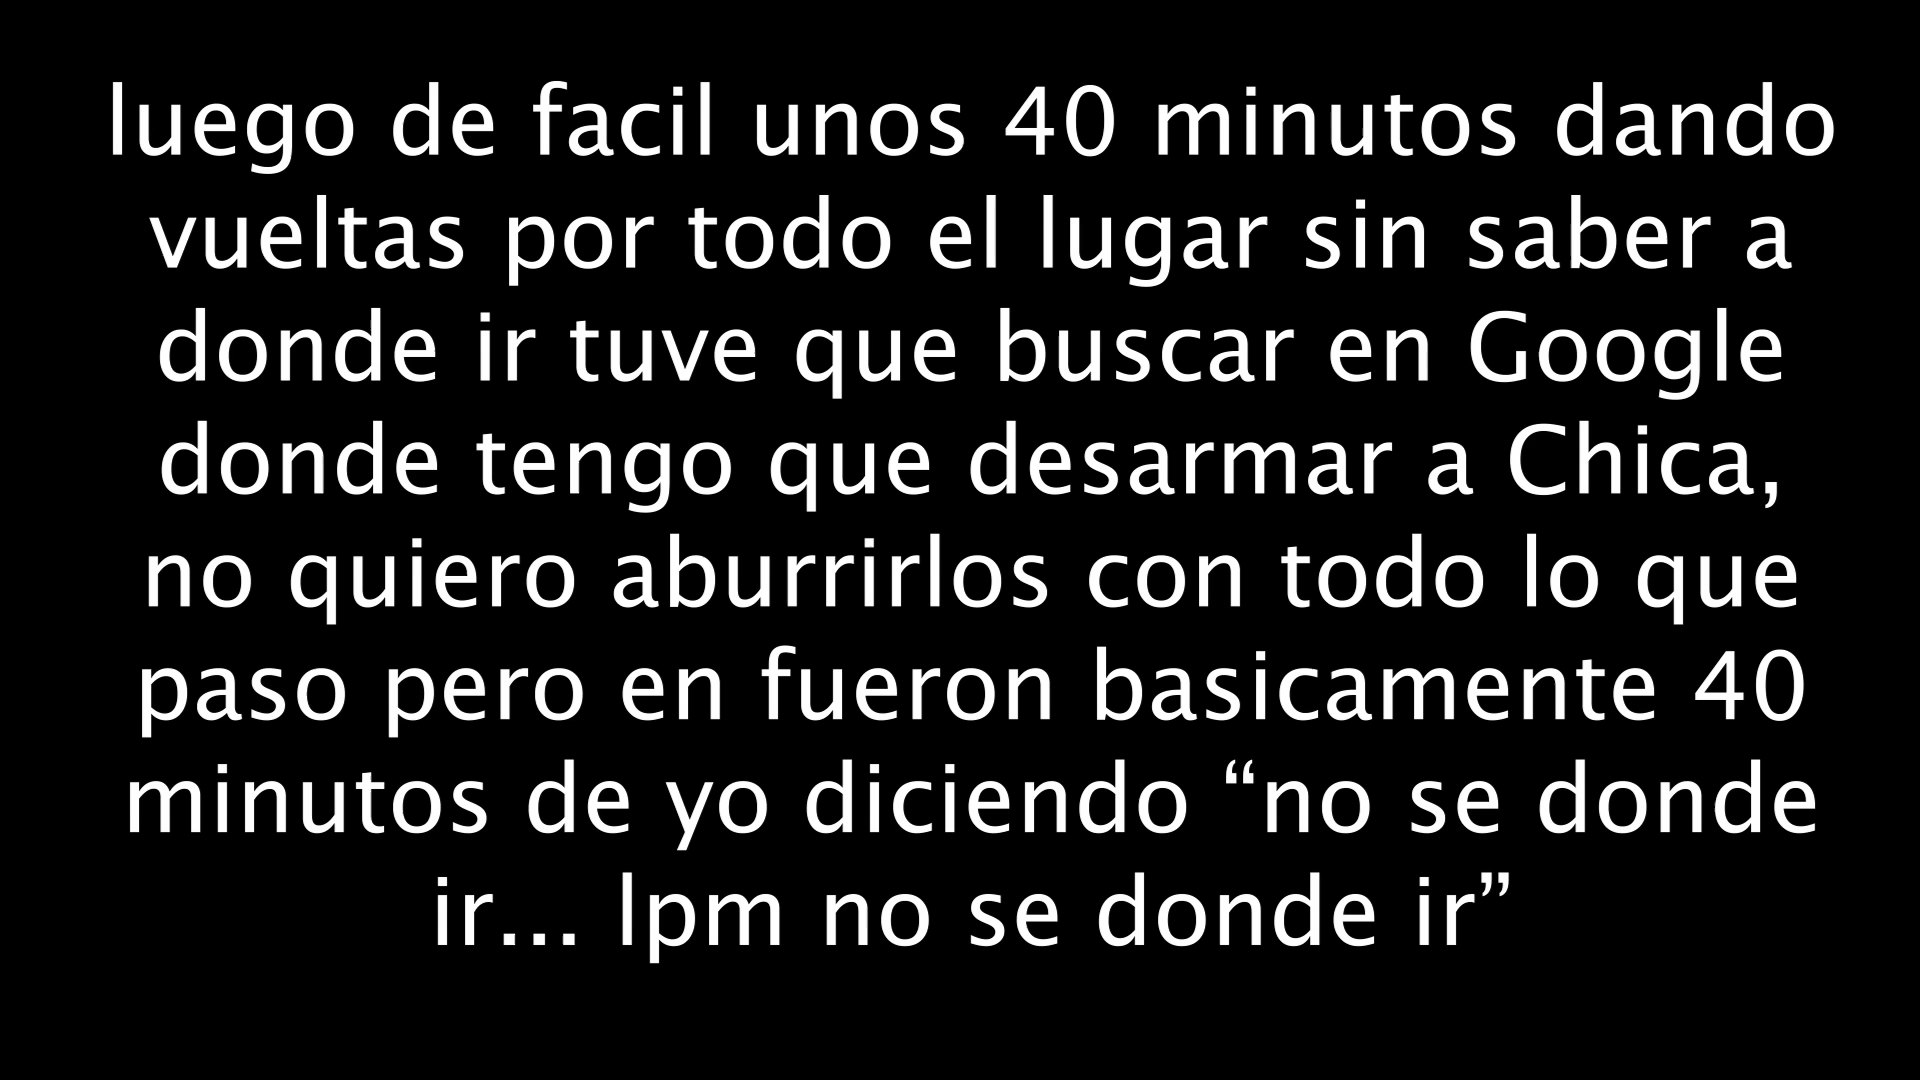 luego de facil unos 40 minutos dando
vueltas por todo el lugar sin saber a
donde ir tuve que buscar en Google
donde tengo que desarmar a Chica,
no quiero aburrirlos con todo lo que
paso pero en fueron basicamente 40
minutos de yo diciendo “no se donde
ir... lpm no se donde ir”